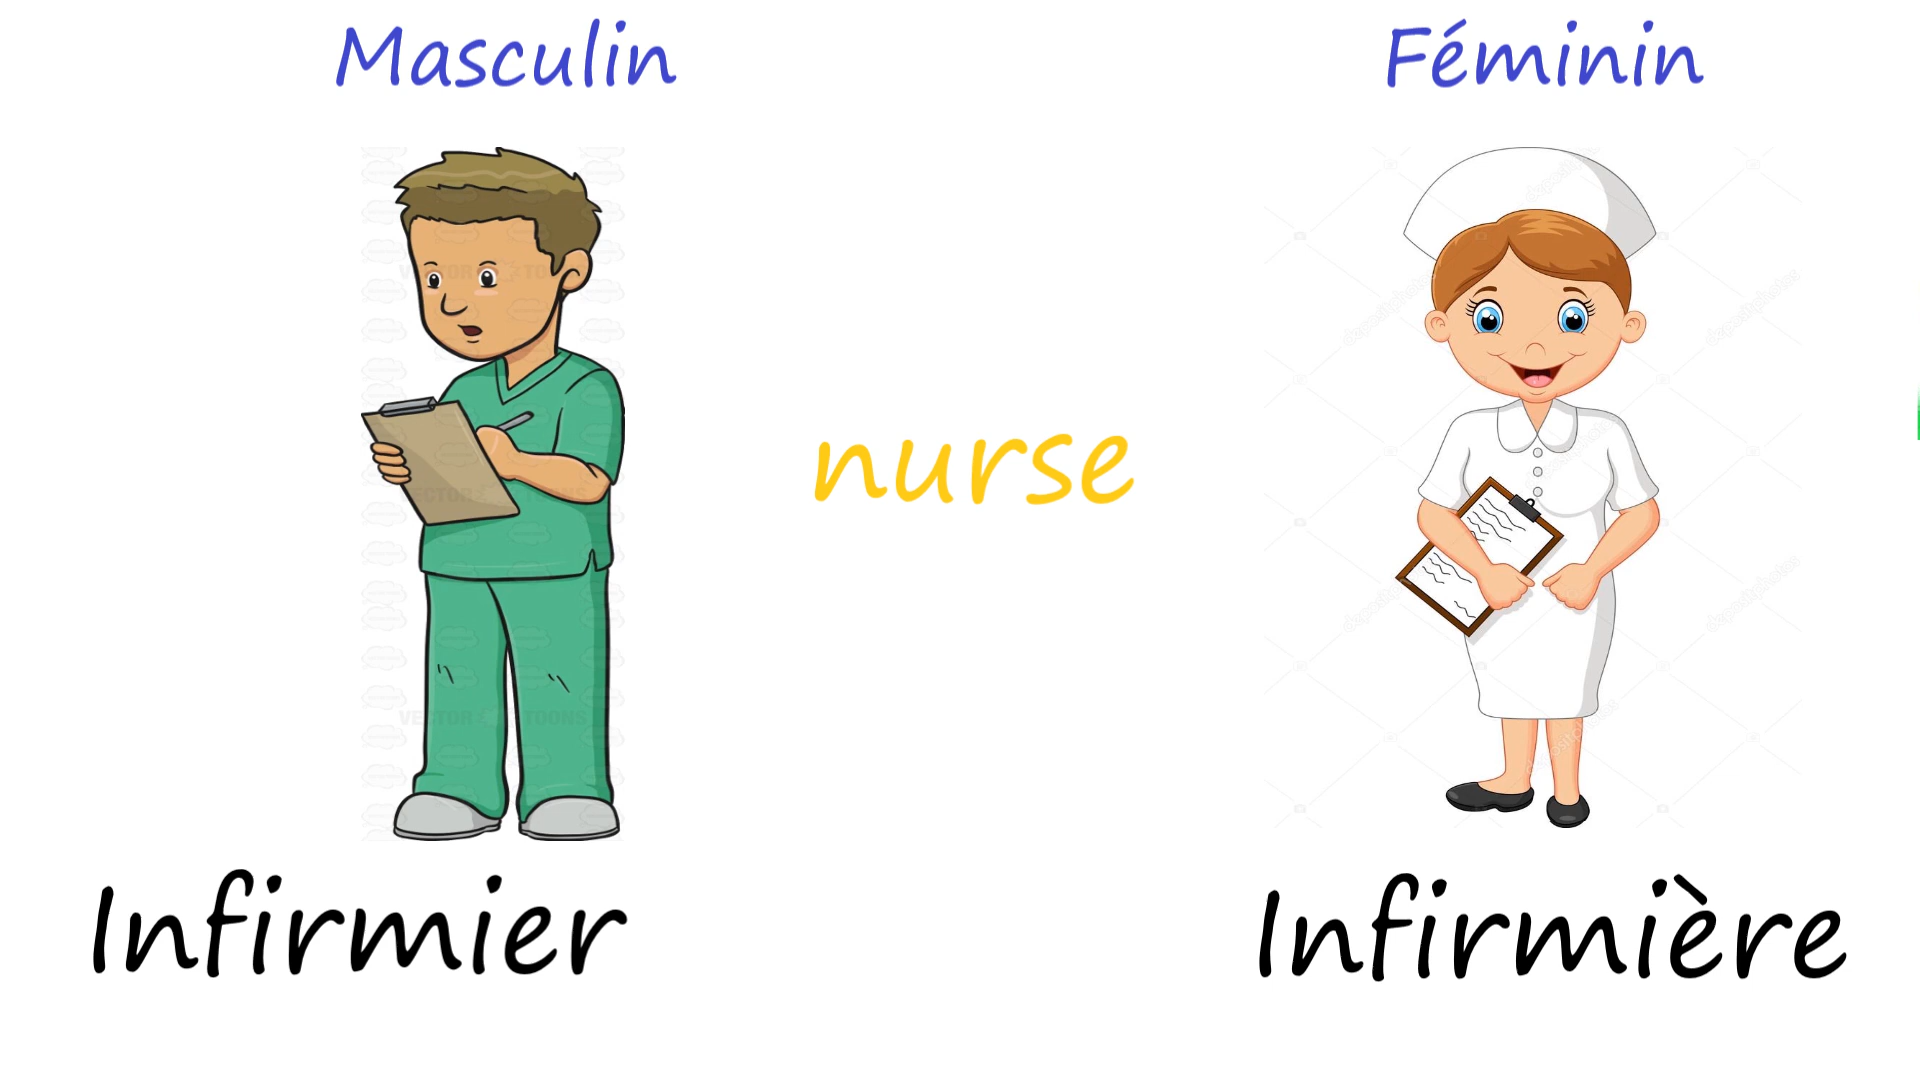 Masculin
Féminin
nurse
Infirmier
Infirmière